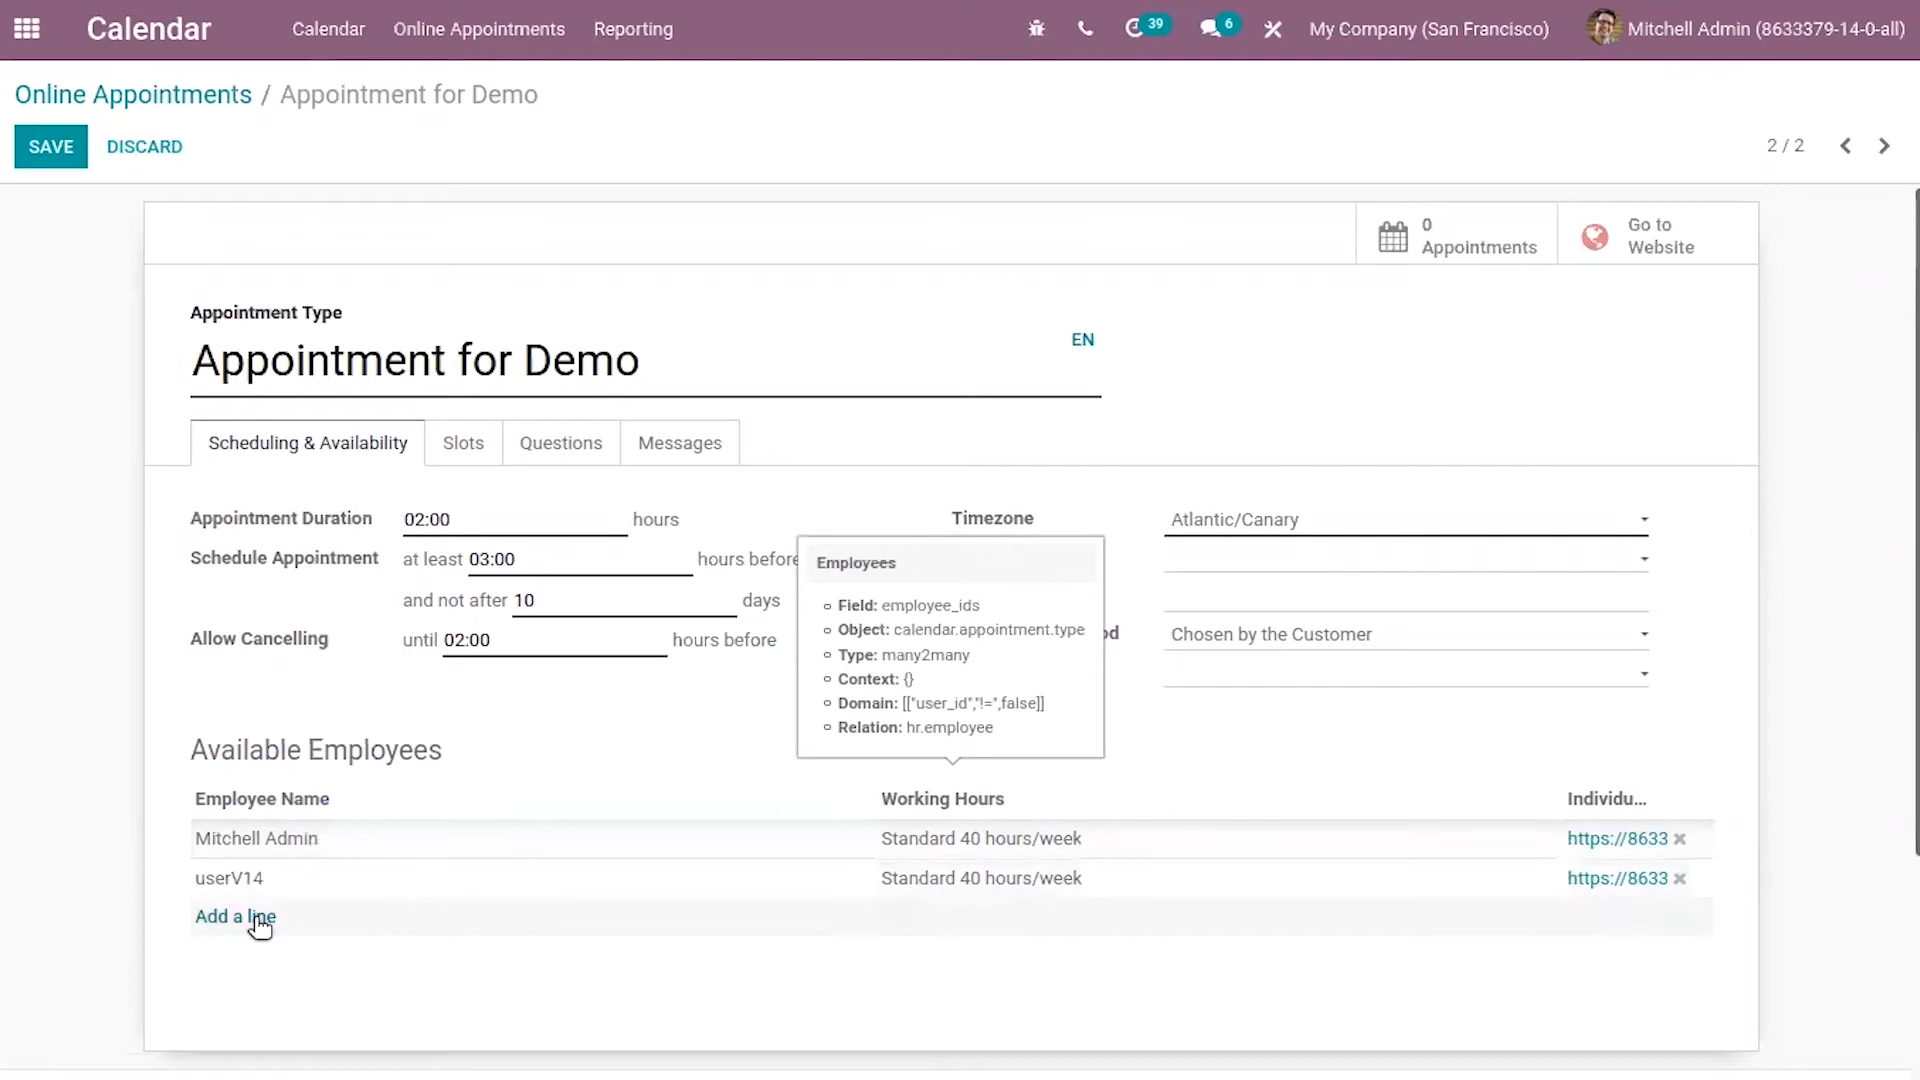 Calendar Calendar Online Appointments Reporting 39 6 My Company (San Francisco) Mitchell Admin (8633379-14-0-all)
Online Appointments / Appointment for Demo
SAVE DISCARD 2 / 2
0 Appointments
Go to Website
Appointment Type
Appointment for Demo EN
Scheduling & Availability Slots Questions Messages
Appointment Duration 02:00 hours Timezone Atlantic/Canary
Schedule Appointment at least 03:00 hours before
and not after 10 days
Allow Cancelling until 02:00 hours before Chosen by the Customer
Employees
Field: employee_ids
Object: calendar.appointment.type
Type: many2many
Context: {}
Domain: [["user_id","!=",false]]
Relation: hr.employee
Available Employees
Employee Name Working Hours Individu...
Mitchell Admin Standard 40 hours/week https://8633
userV14 Standard 40 hours/week https://8633
Add a line